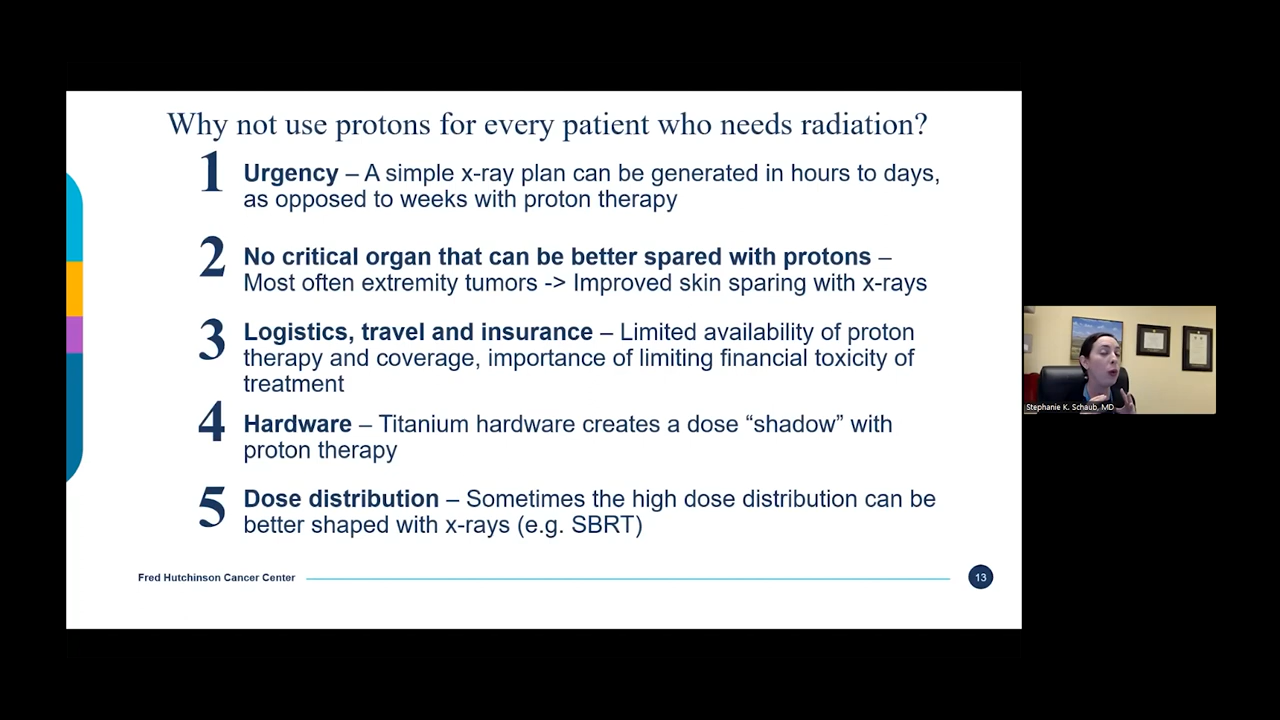 Why not use protons for every patient who needs radiation?
1 Urgency – A simple x-ray plan can be generated in hours to days,
as opposed to weeks with proton therapy
2 No critical organ that can be better spared with protons –
Most often extremity tumors -> Improved skin sparing with x-rays
3 Logistics, travel and insurance – Limited availability of proton
therapy and coverage, importance of limiting financial toxicity of
treatment
4 Hardware – Titanium hardware creates a dose “shadow” with
proton therapy
5 Dose distribution – Sometimes the high dose distribution can be
better shaped with x-rays (e.g. SBRT)
Fred Hutchinson Cancer Center
13
Stephanie K. Schaub, MD